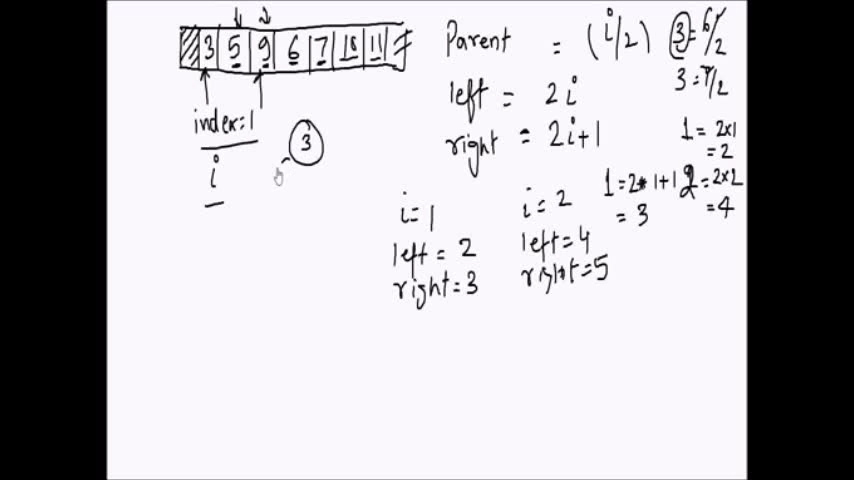 3 5 9 6 7 10 11
Parent = (i/2)
3 = 6/2
3 = 7/2
left = 2i
right = 2i+1
index=1
i
3
1 = 2x1
= 2
1 = 2* 1+1
= 3
2 = 2x2
= 4
i=1
left = 2
right=3
i=2
left=4
right=5